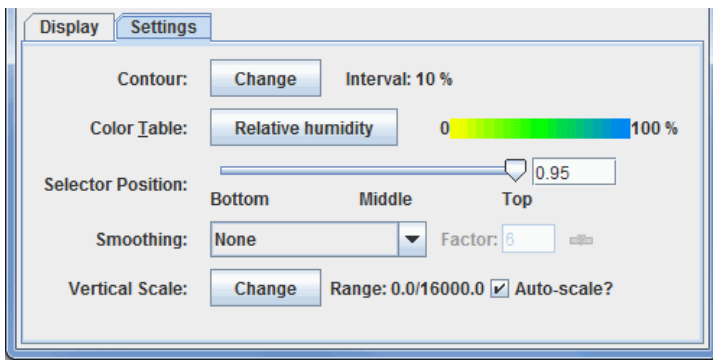 Display Settings
Contour: Change Interval: 10 %
Color Table: Relative humidity 0 100 %
Selector Position: 0.95
Bottom Middle Top
Smoothing: None Factor: 6
Vertical Scale: Change Range: 0.0/16000.0 Auto-scale?